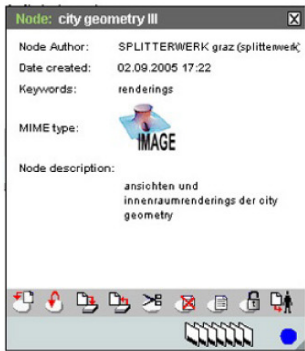 Node: city geometry III
Node Author: SPLITTERWERK graz (splitterwerk)
Date created: 02.09.2005 17:22
Keywords: renderings
MIME type: IMAGE
Node description:
ansichten und
innenraumrenderings der city
geometry